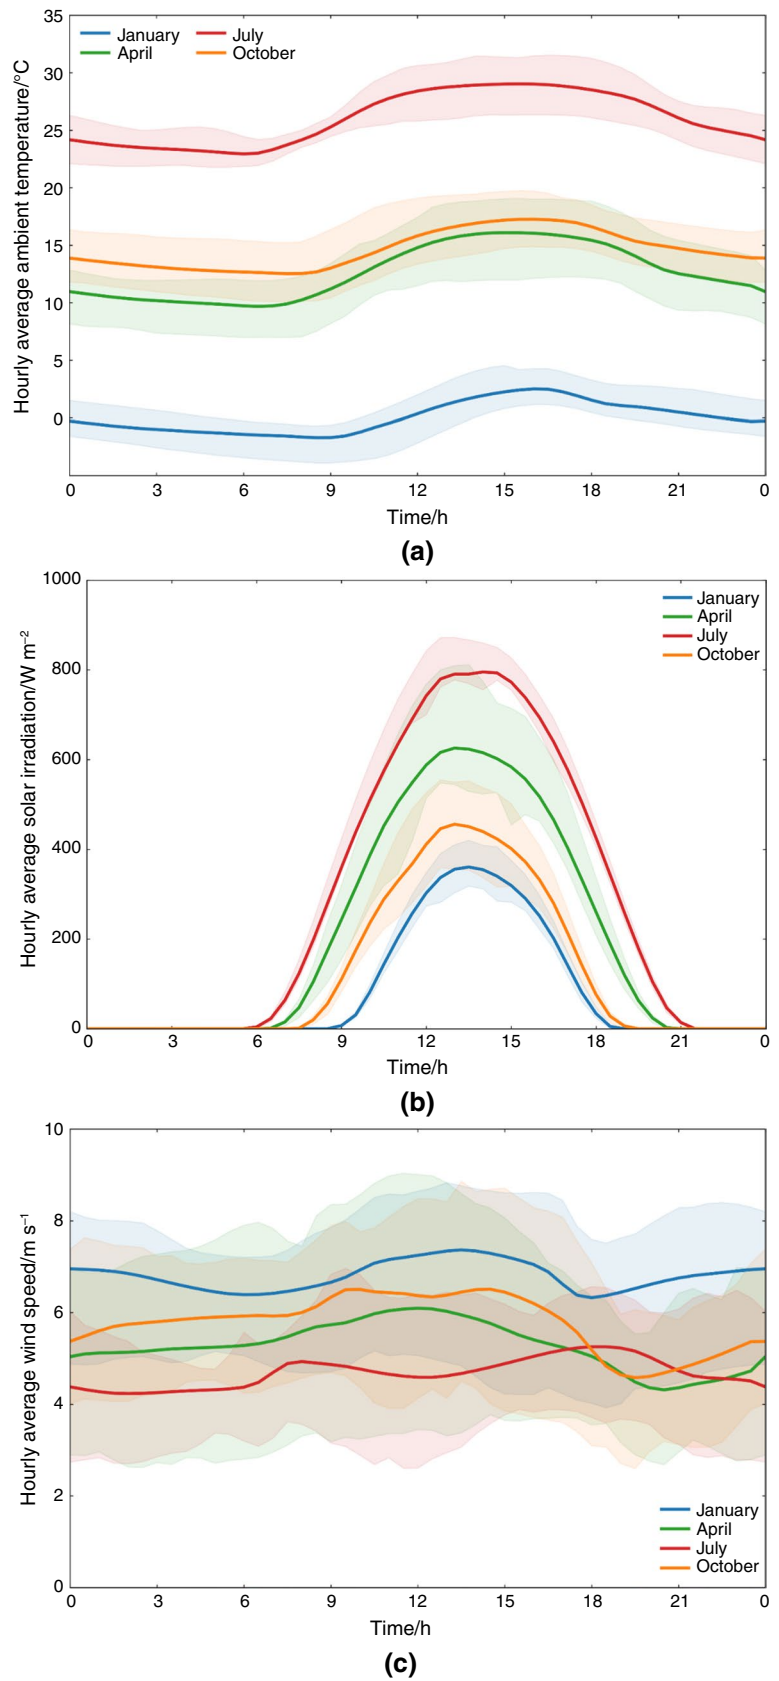 35
30
25
20
15
10
5
0
Hourly average ambient temperature/°C
January
April
July
October
0 3 6 9 12 15 18 21 0
Time/h
(a)
1000
800
600
400
200
0
Hourly average solar irradiation/W m⁻²
January
April
July
October
0 3 6 9 12 15 18 21 0
Time/h
(b)
10
8
6
4
2
0
Hourly average wind speed/m s⁻¹
January
April
July
October
0 3 6 9 12 15 18 21 0
Time/h
(c)